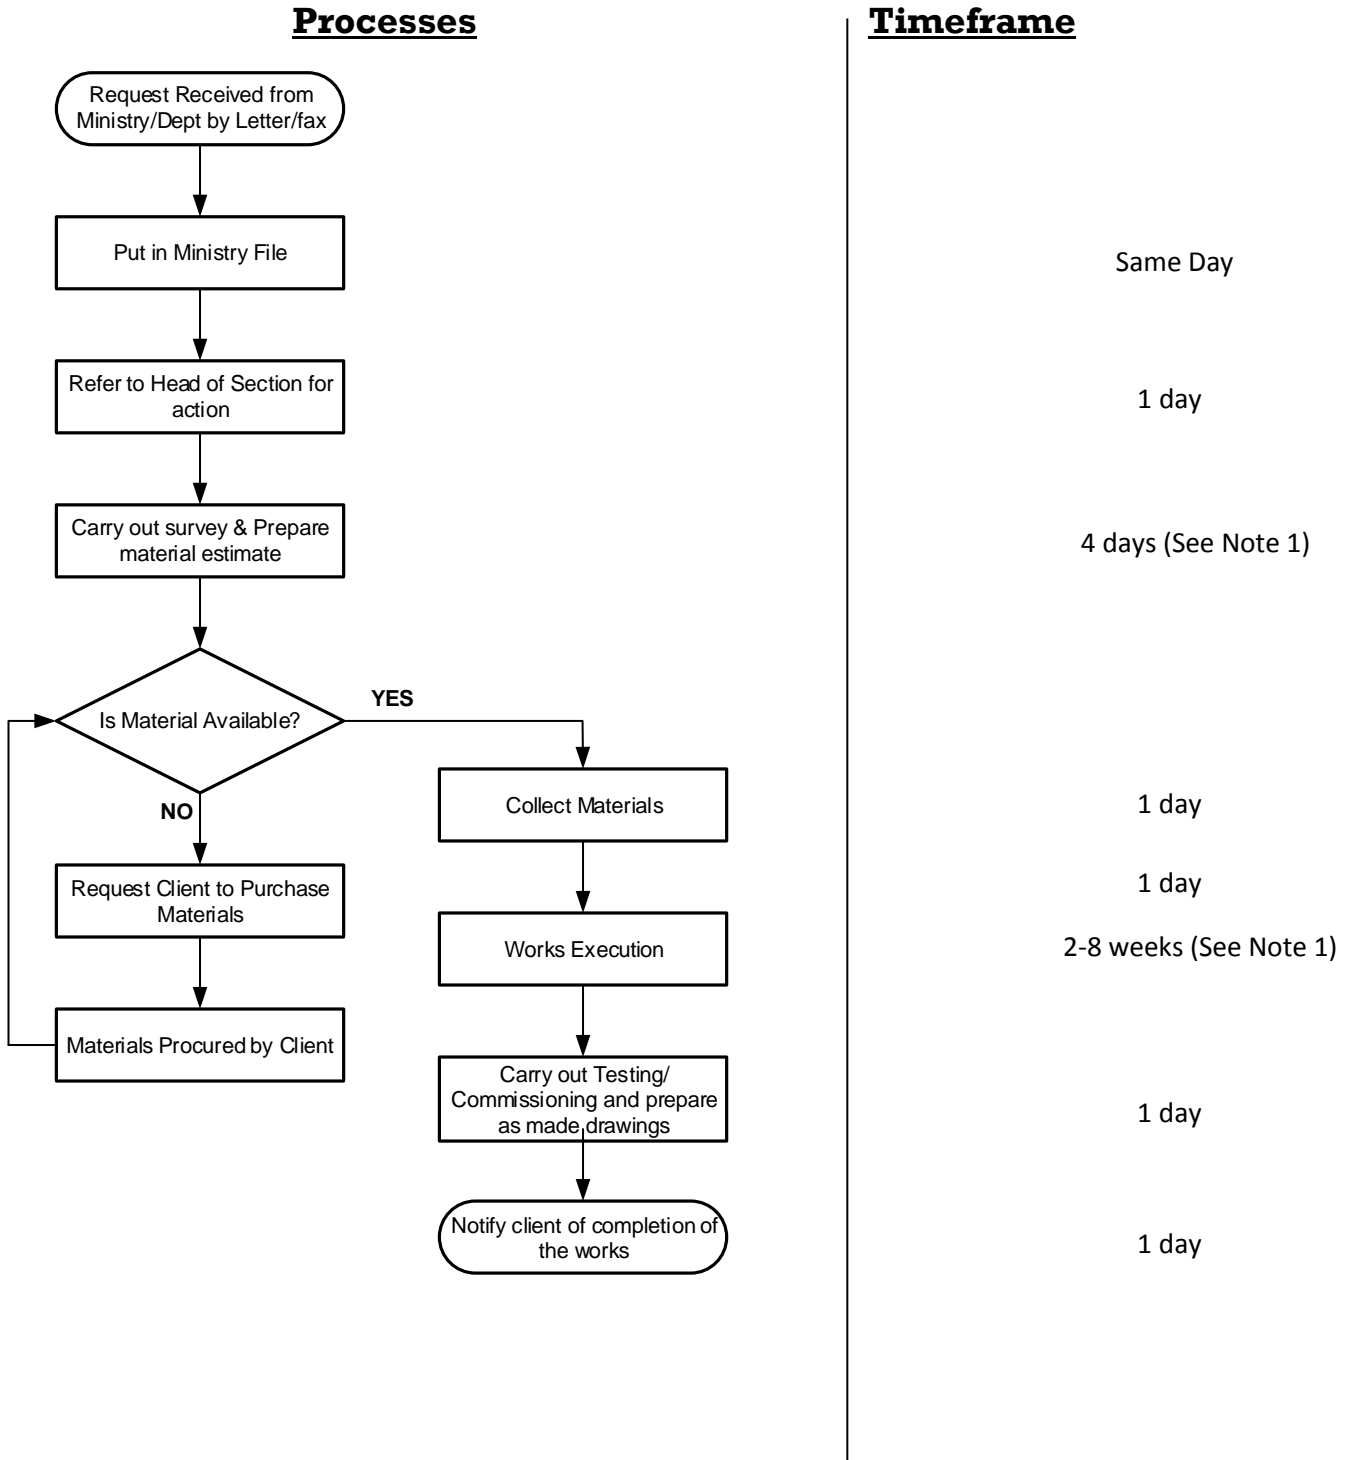 Processes
Timeframe
Request Received from
Ministry/Dept by Letter/fax
Put in Ministry File
Same Day
Refer to Head of Section for
action
1 day
Carry out survey & Prepare
material estimate
4 days (See Note 1)
Is Material Available?
YES
NO
Collect Materials
1 day
Request Client to Purchase
Materials
1 day
Works Execution
2-8 weeks (See Note 1)
Materials Procured by Client
Carry out Testing/
Commissioning and prepare
as made drawings
1 day
Notify client of completion of
the works
1 day